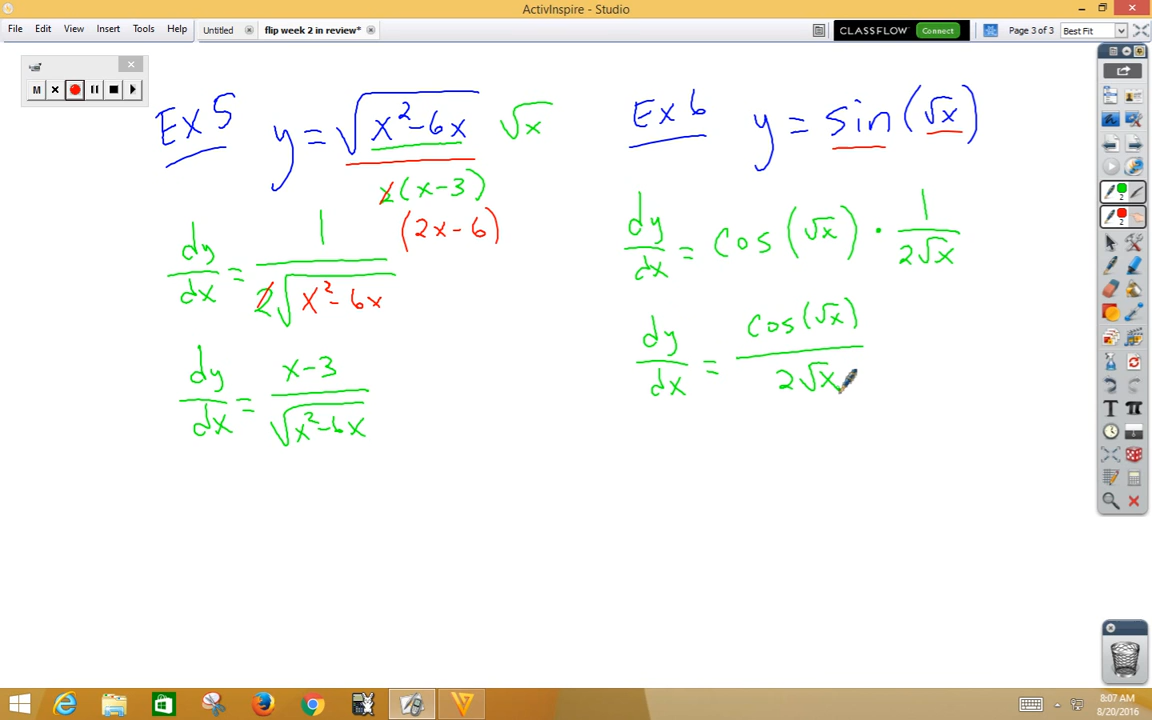 ActivInspire - Studio
File Edit View Insert Tools Help
Untitled
flip week 2 in review*
CLASSFLOW Connect
Page 3 of 3
Best Fit
M
2
2
Ex 5 y = √(x² - 6x) √x
2(x - 3)
(2x - 6)
dy/dx = 1/(2√(x² - 6x))
dy/dx = (x - 3)/√(x² - 6x)
Ex 6 y = sin(√x)
dy/dx = cos(√x) · 1/(2√x)
dy/dx = cos(√x)/(2√x)
T π
8:07 AM
8/20/2016